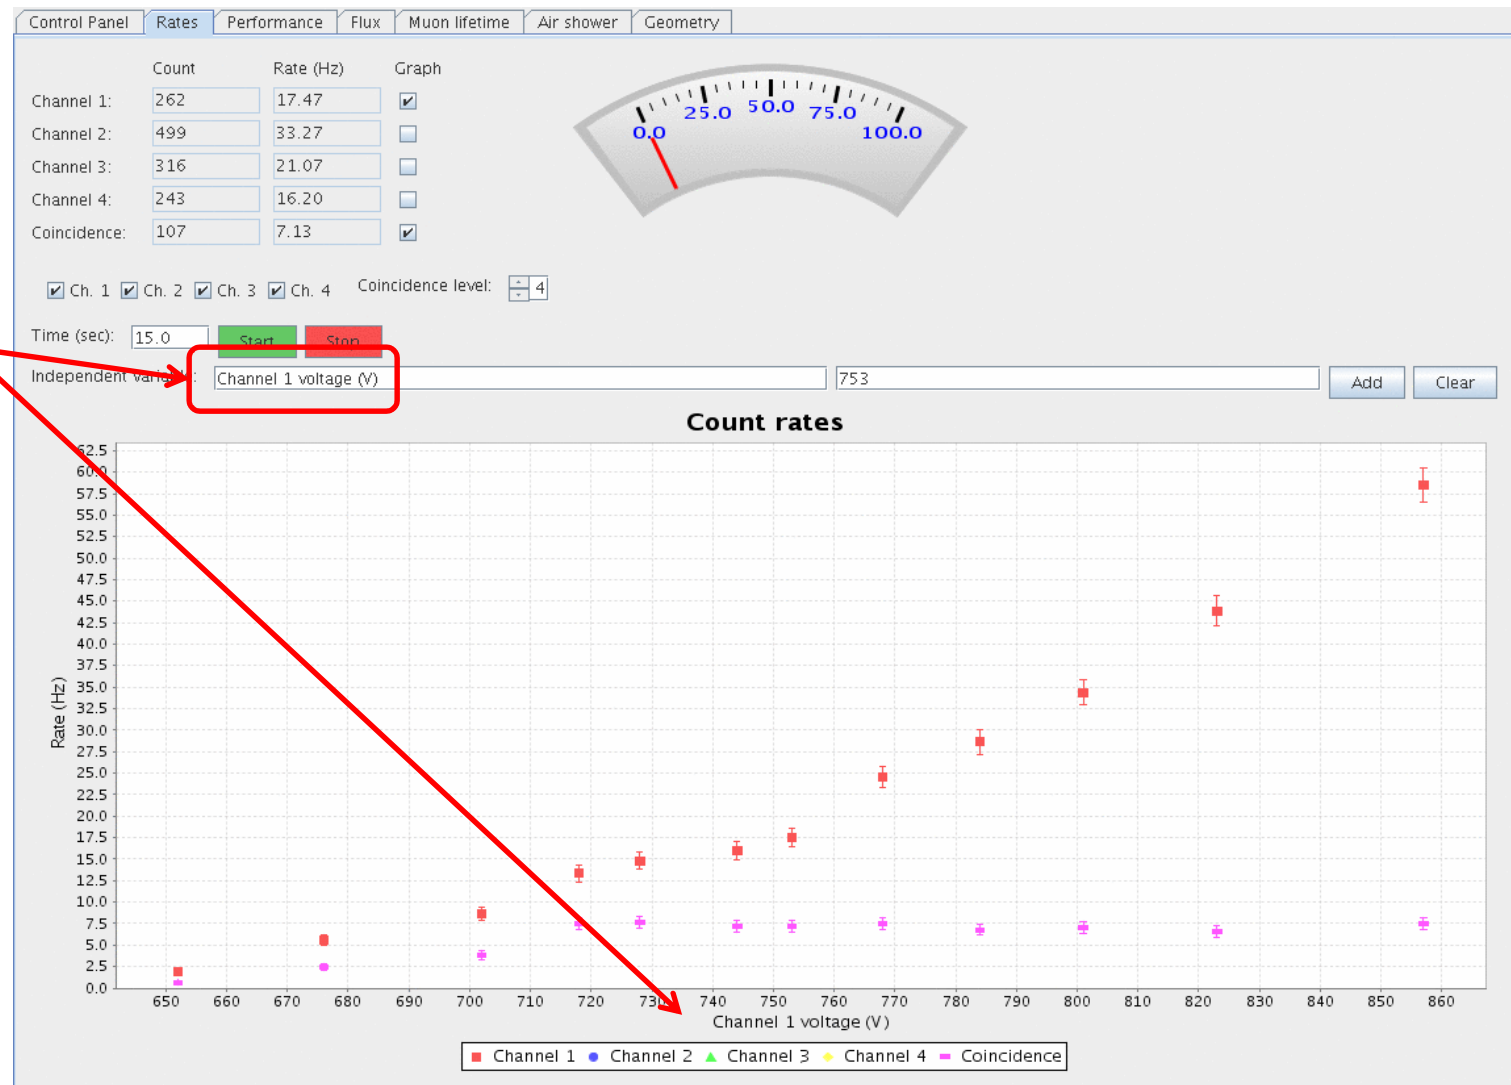 Control Panel Rates Performance Flux Muon lifetime Air shower Geometry
Count Rate (Hz) Graph
Channel 1: 262 17.47
Channel 2: 499 33.27
Channel 3: 316 21.07
Channel 4: 243 16.20
Coincidence: 107 7.13
0.0 25.0 50.0 75.0 100.0
Ch. 1 Ch. 2 Ch. 3 Ch. 4 Coincidence level: 4
Time (sec): 15.0 Start Stop
Independent variable: Channel 1 voltage (V) 753 Add Clear
Count rates
62.5
60.0
57.5
55.0
52.5
50.0
47.5
45.0
42.5
40.0
37.5
35.0
32.5
30.0
27.5
25.0
22.5
20.0
17.5
15.0
12.5
10.0
7.5
5.0
2.5
0.0
Rate (Hz)
650 660 670 680 690 700 710 720 730 740 750 760 770 780 790 800 810 820 830 840 850 860
Channel 1 voltage (V)
Channel 1 Channel 2 Channel 3 Channel 4 Coincidence